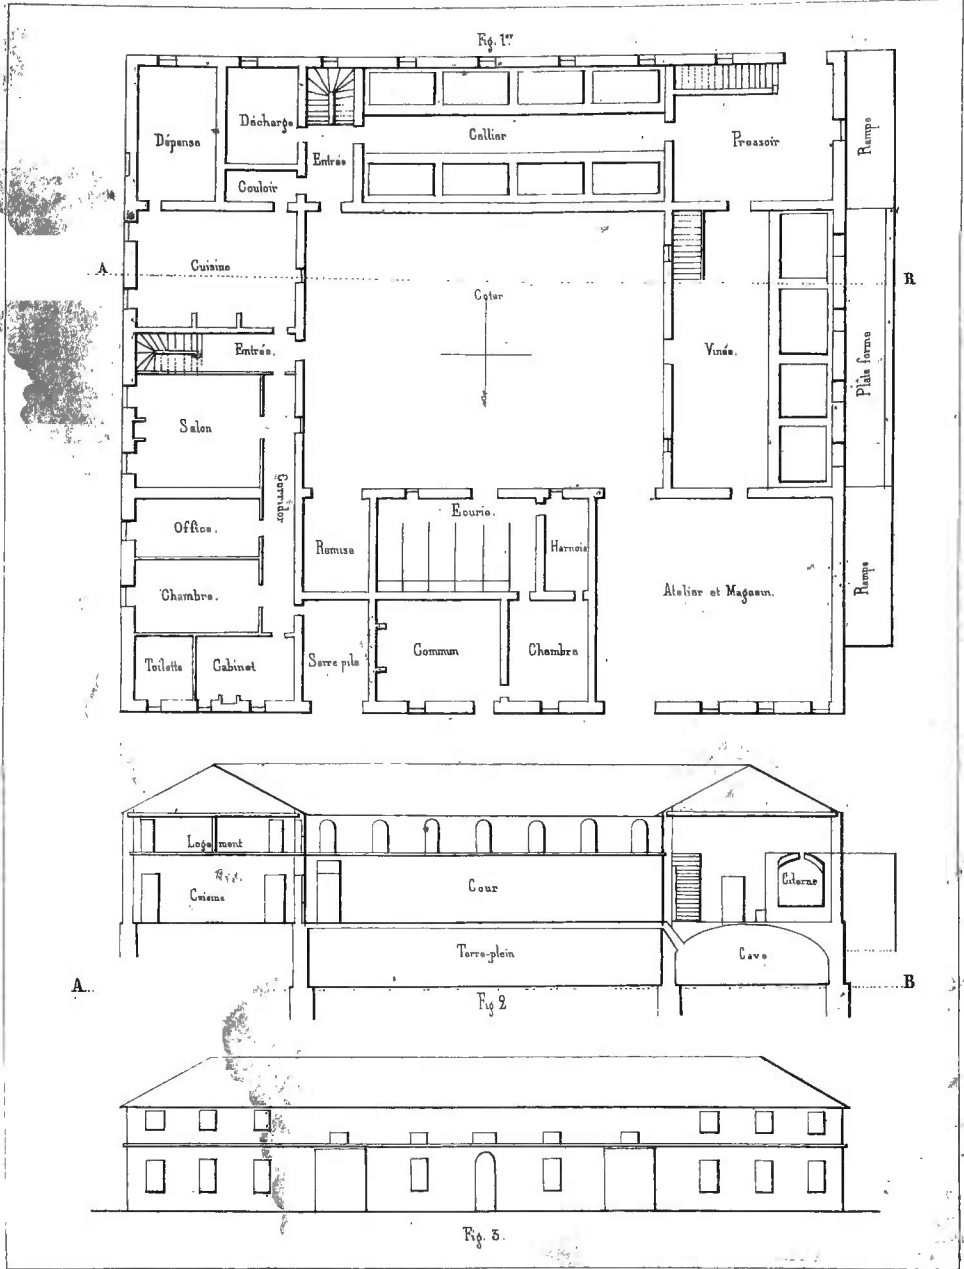 Fig. 1re
Dépense
Décharge
Cellier
Pressoir
Rampe
Entrée
Couloir
A
Cuisine
Cour
B
Entrée.
Vinée.
Plate forme
Salon
Corridor
Office.
Remise
Ecurie.
Harnois
Chambre.
Atelier et Magasin.
Rampe
Toilette
Cabinet
Serre pile
Commun
Chambre
Logement
Cuisine
Cour
Citerne
Terre-plein
Cave
A
B
Fig 2
Fig. 3.